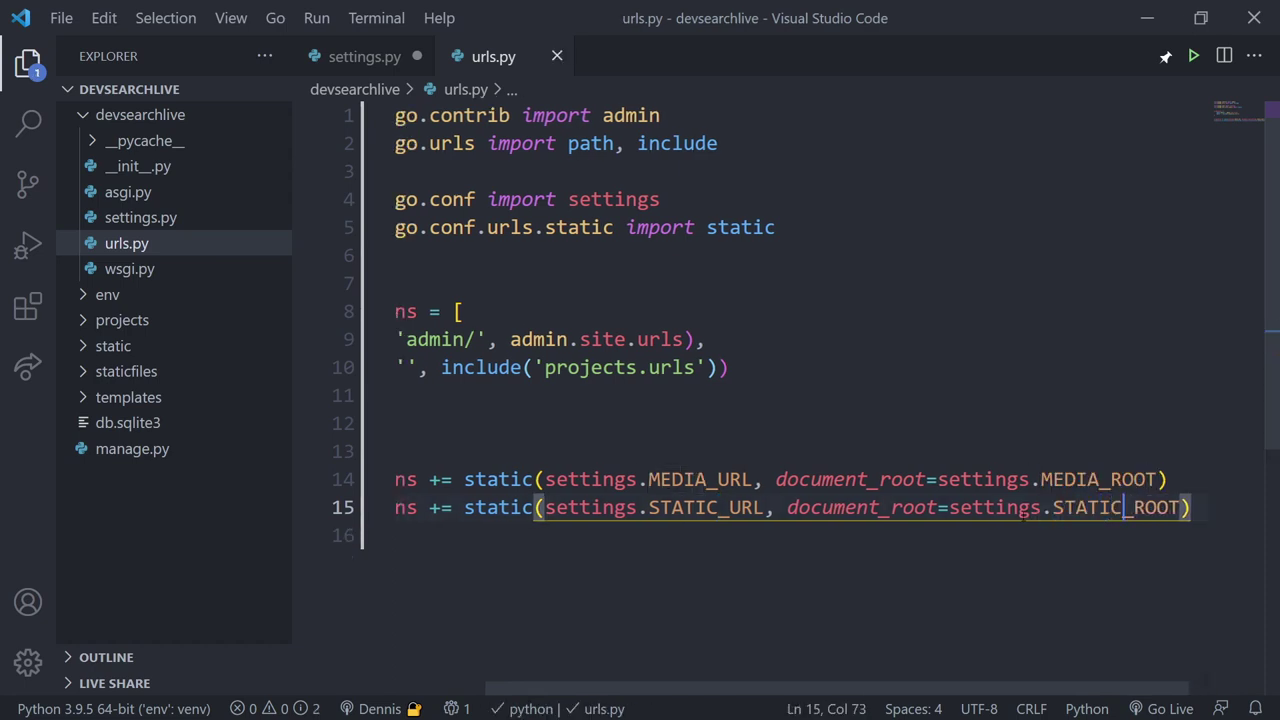 File Edit Selection View Go Run Terminal Help urls.py - devsearchlive - Visual Studio Code
EXPLORER ... settings.py urls.py
DEVSEARCHLIVE devsearchlive > urls.py > ...
devsearchlive
__pycache__
__init__.py
asgi.py
settings.py
urls.py
wsgi.py
env
projects
static
staticfiles
templates
db.sqlite3
manage.py
OUTLINE
LIVE SHARE
1 go.contrib import admin
2 go.urls import path, include
3
4 go.conf import settings
5 go.conf.urls.static import static
6
7
8 ns = [
9 'admin/', admin.site.urls),
10 '', include('projects.urls'))
11
12
13
14 ns += static(settings.MEDIA_URL, document_root=settings.MEDIA_ROOT)
15 ns += static(settings.STATIC_URL, document_root=settings.STATIC_ROOT)
16
1
Python 3.9.5 64-bit ('env': venv) 0 0 2 Dennis 1 python | urls.py Ln 15, Col 73 Spaces: 4 UTF-8 CRLF Python Go Live